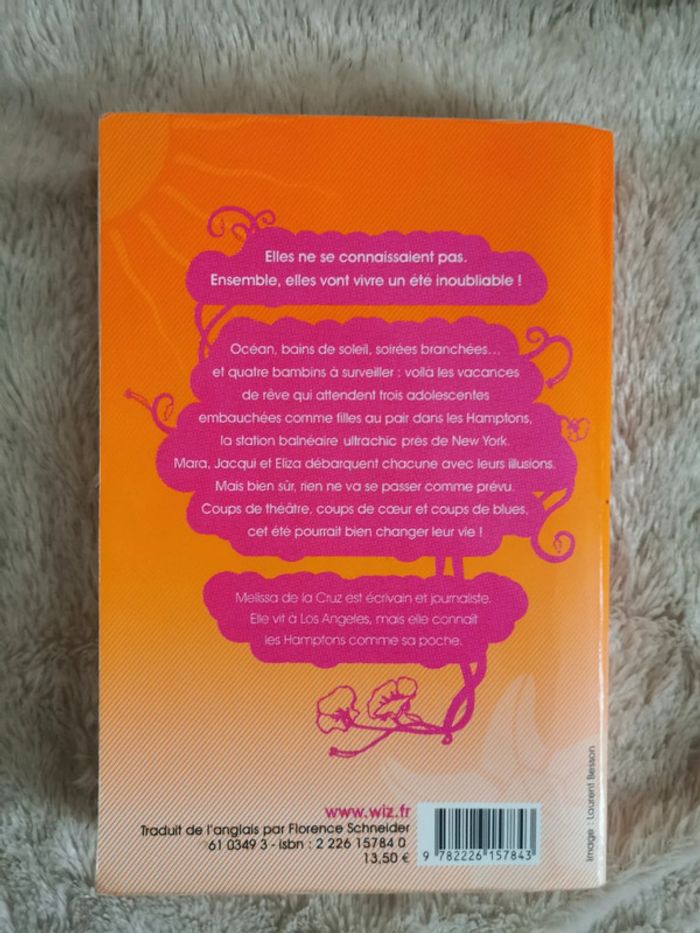 Elles ne se connaissaient pas.
Ensemble, elles vont vivre un été inoubliable !
Océan, bains de soleil, soirées branchées...
et quatre bambins à surveiller : voilà les vacances
de rêve qui attendent trois adolescentes
embauchées comme filles au pair dans les Hamptons,
la station balnéaire ultrachic près de New York.
Mara, Jacqui et Eliza débarquent chacune avec leurs illusions.
Mais bien sûr, rien ne va se passer comme prévu.
Coups de théâtre, coups de cœur et coups de blues,
cet été pourrait bien changer leur vie !
Melissa de la Cruz est écrivain et journaliste.
Elle vit à Los Angeles, mais elle connaît
les Hamptons comme sa poche.
www.wiz.fr
Traduit de l'anglais par Florence Schneider
61 0349 3 - isbn : 2 226 15784 0
13,50 €
9 782226 157843
Image : Laurent Besson